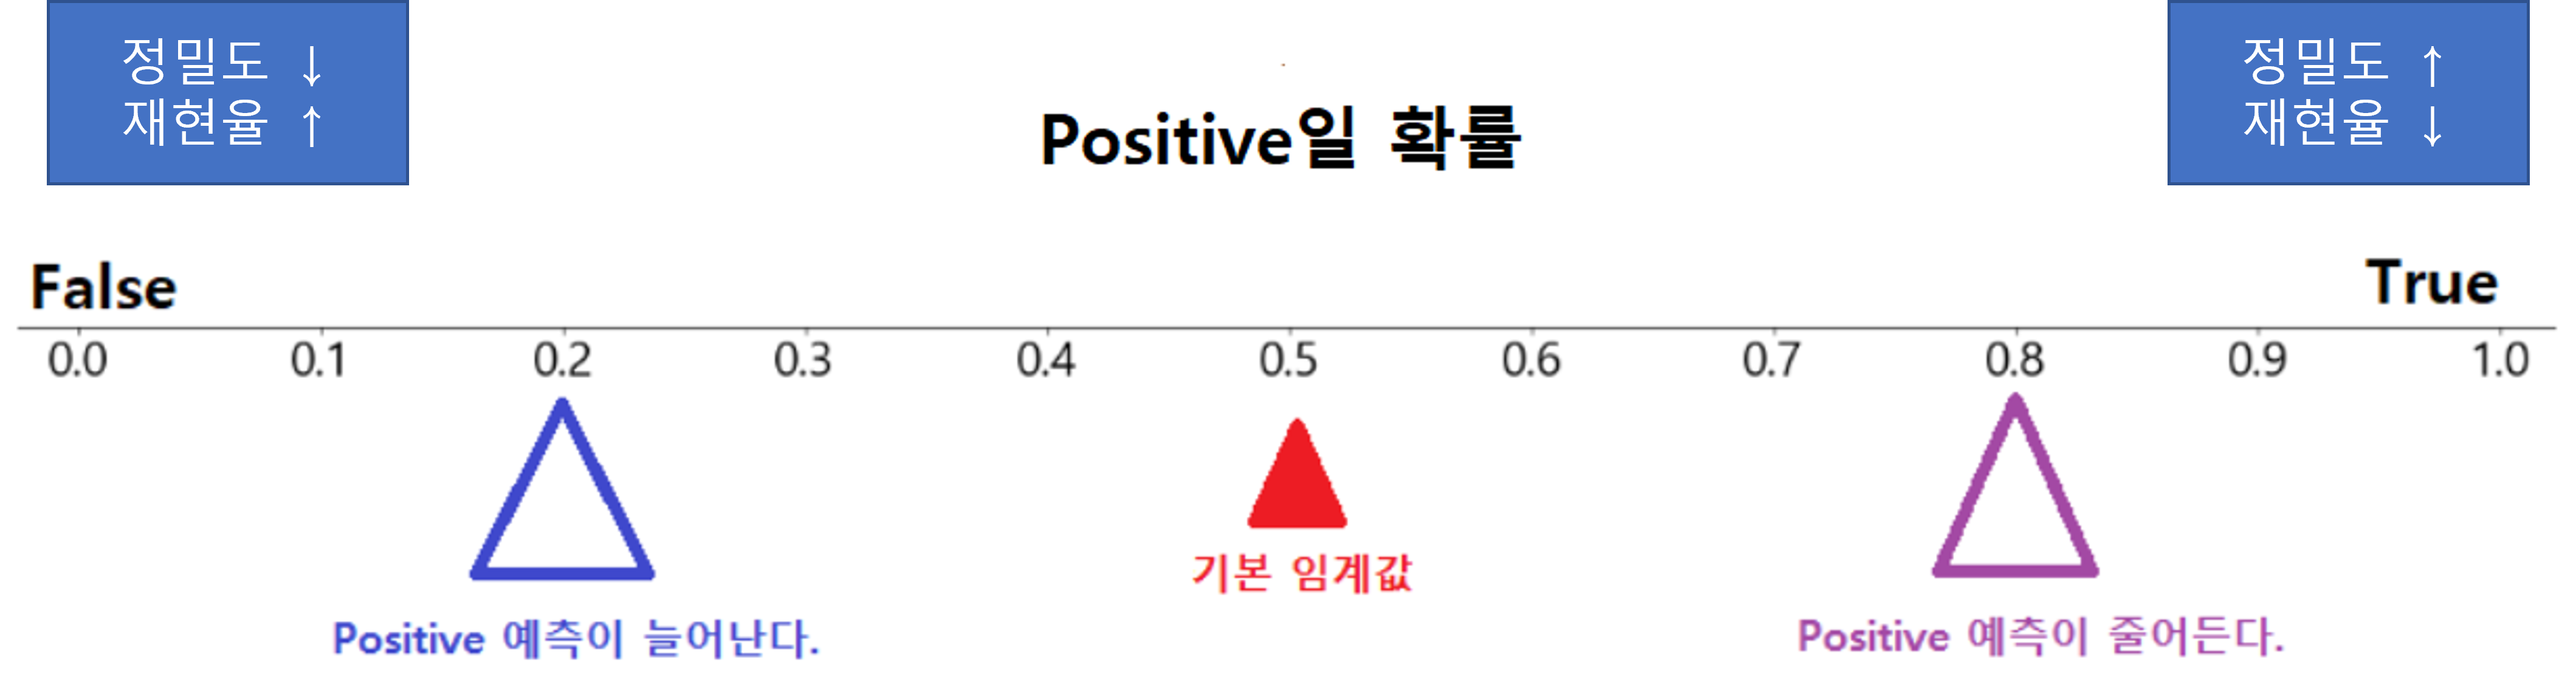 정밀도 ↓
재현율 ↑
정밀도 ↑
재현율 ↓
Positive일 확률
False
True
0.0 0.1 0.2 0.3 0.4 0.5 0.6 0.7 0.8 0.9 1.0
기본 임계값
Positive 예측이 늘어난다.
Positive 예측이 줄어든다.